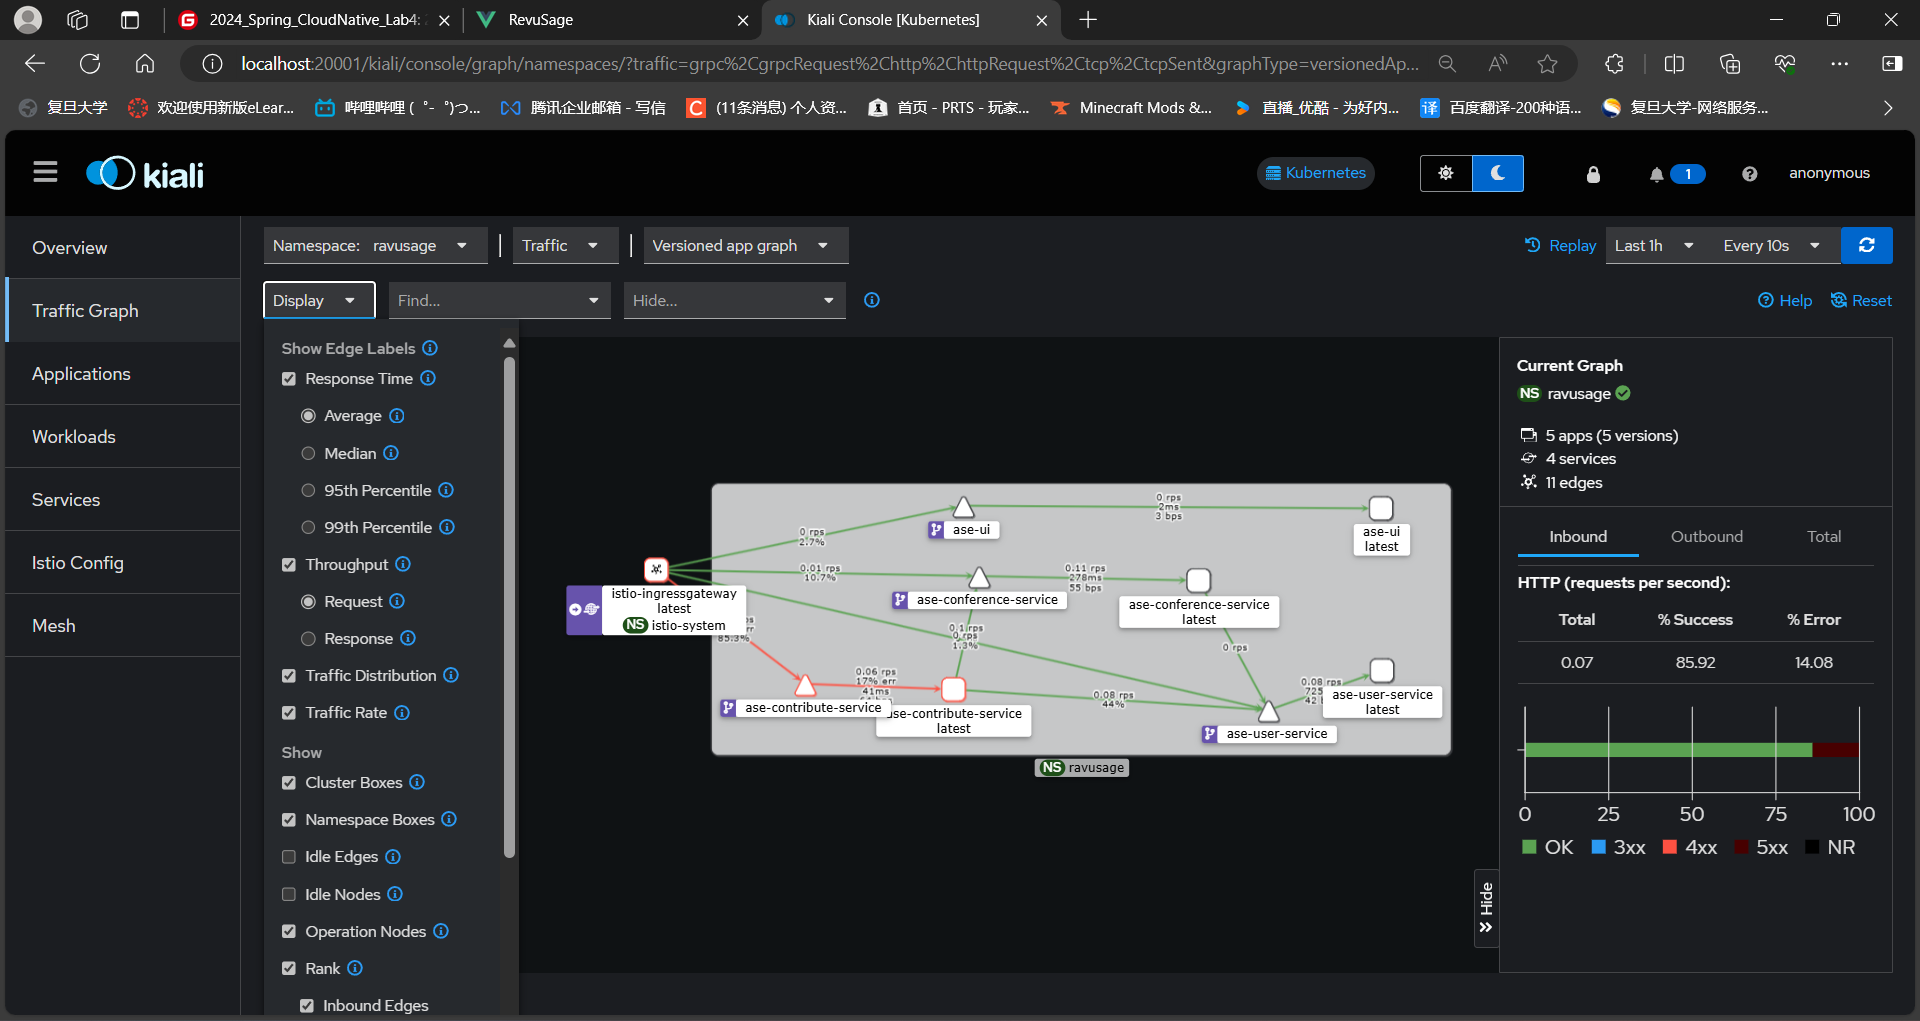 2024_Spring_CloudNative_Lab4:
RevuSage
Kiali Console [Kubernetes]
localhost:20001/kiali/console/graph/namespaces/?traffic=grpc%2CgrpcRequest%2Chttp%2ChttpRequest%2Ctcp%2CtcpSent&graphType=versionedAp...
复旦大学
欢迎使用新版eLear...
哔哩哔哩 (゜-゜)つ...
腾讯企业邮箱 - 写信
(11条消息) 个人资...
首页 - PRTS - 玩家...
Minecraft Mods &...
直播_优酷 - 为好内...
译 百度翻译-200种语...
复旦大学-网络服务...
kiali
Kubernetes
1
anonymous
Overview
Traffic Graph
Applications
Workloads
Services
Istio Config
Mesh
Namespace: ravusage
Traffic
Versioned app graph
Replay
Last 1h
Every 10s
Display
Find...
Hide...
Help
Reset
Show Edge Labels
Response Time
Average
Median
95th Percentile
99th Percentile
Throughput
Request
Response
Traffic Distribution
Traffic Rate
Show
Cluster Boxes
Namespace Boxes
Idle Edges
Idle Nodes
Operation Nodes
Rank
Inbound Edges
0 rps
2.7%
ase-ui
0 rps
2ms
3 bps
ase-ui
latest
istio-ingressgateway
latest
NS istio-system
0.01 rps
10.7%
ase-conference-service
0.11 rps
278ms
55 bps
ase-conference-service
latest
85.3%
0.1 rps
0 rps
1.3%
0 rps
ase-contribute-service
0.06 rps
17% err
41ms
ase-contribute-service
latest
0.08 rps
44%
ase-user-service
0.08 rps
725
42
ase-user-service
latest
NS ravusage
Current Graph
NS ravusage
5 apps (5 versions)
4 services
11 edges
Inbound
Outbound
Total
HTTP (requests per second):
Total % Success % Error
0.07 85.92 14.08
0 25 50 75 100
OK 3xx 4xx 5xx NR
Hide